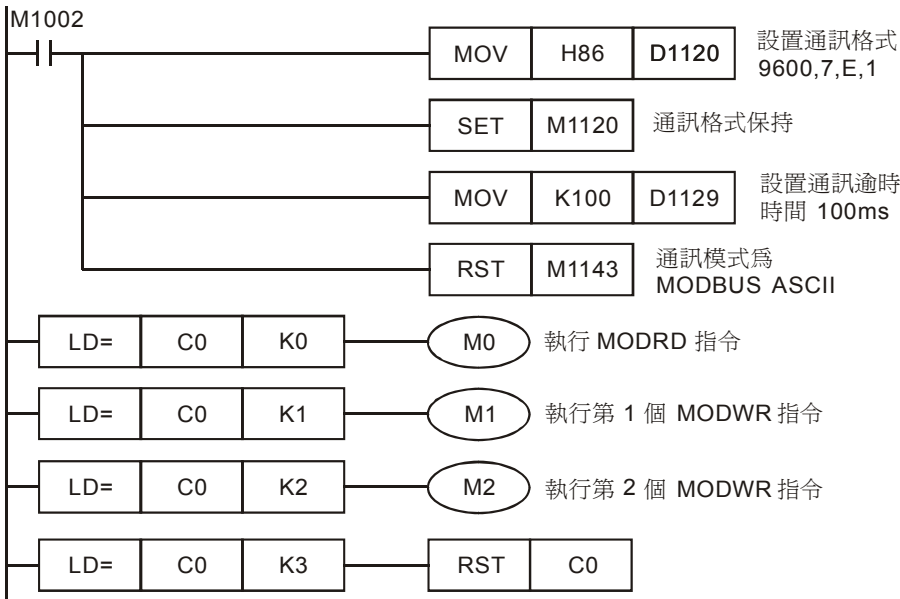 M1002
MOV H86 D1120 設置通訊格式
9600,7,E,1
SET M1120 通訊格式保持
MOV K100 D1129 設置通訊逾時
時間 100ms
RST M1143 通訊模式爲
MODBUS ASCII
LD= C0 K0 M0 執行 MODRD 指令
LD= C0 K1 M1 執行第 1 個 MODWR 指令
LD= C0 K2 M2 執行第 2 個 MODWR 指令
LD= C0 K3 RST C0